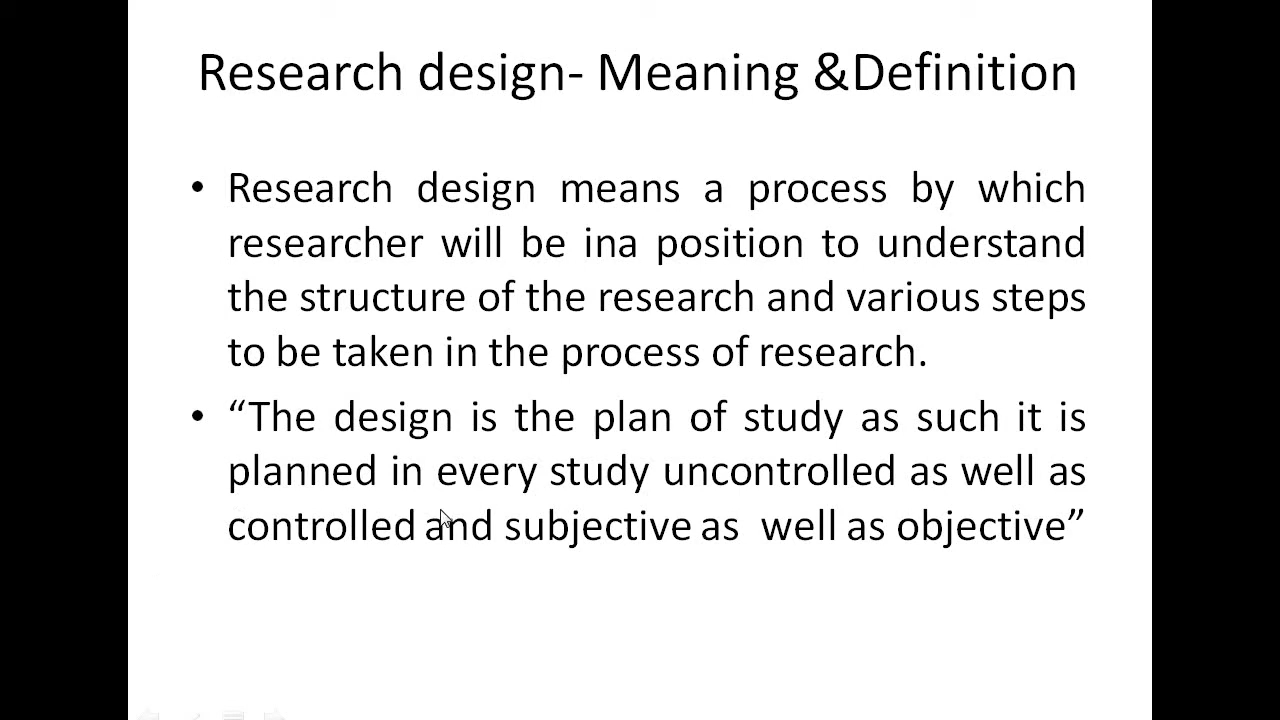 Research design- Meaning &Definition
• Research design means a process by which
researcher will be ina position to understand
the structure of the research and various steps
to be taken in the process of research.
• “The design is the plan of study as such it is
planned in every study uncontrolled as well as
controlled and subjective as  well as objective”